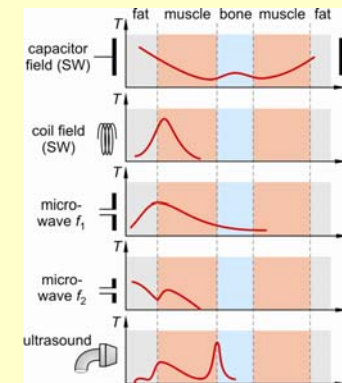 fat muscle bone muscle fat
T
capacitor
field (SW)
T
coil field
(SW)
T
micro-
wave f₁
T
micro-
wave f₂
T
ultrasound